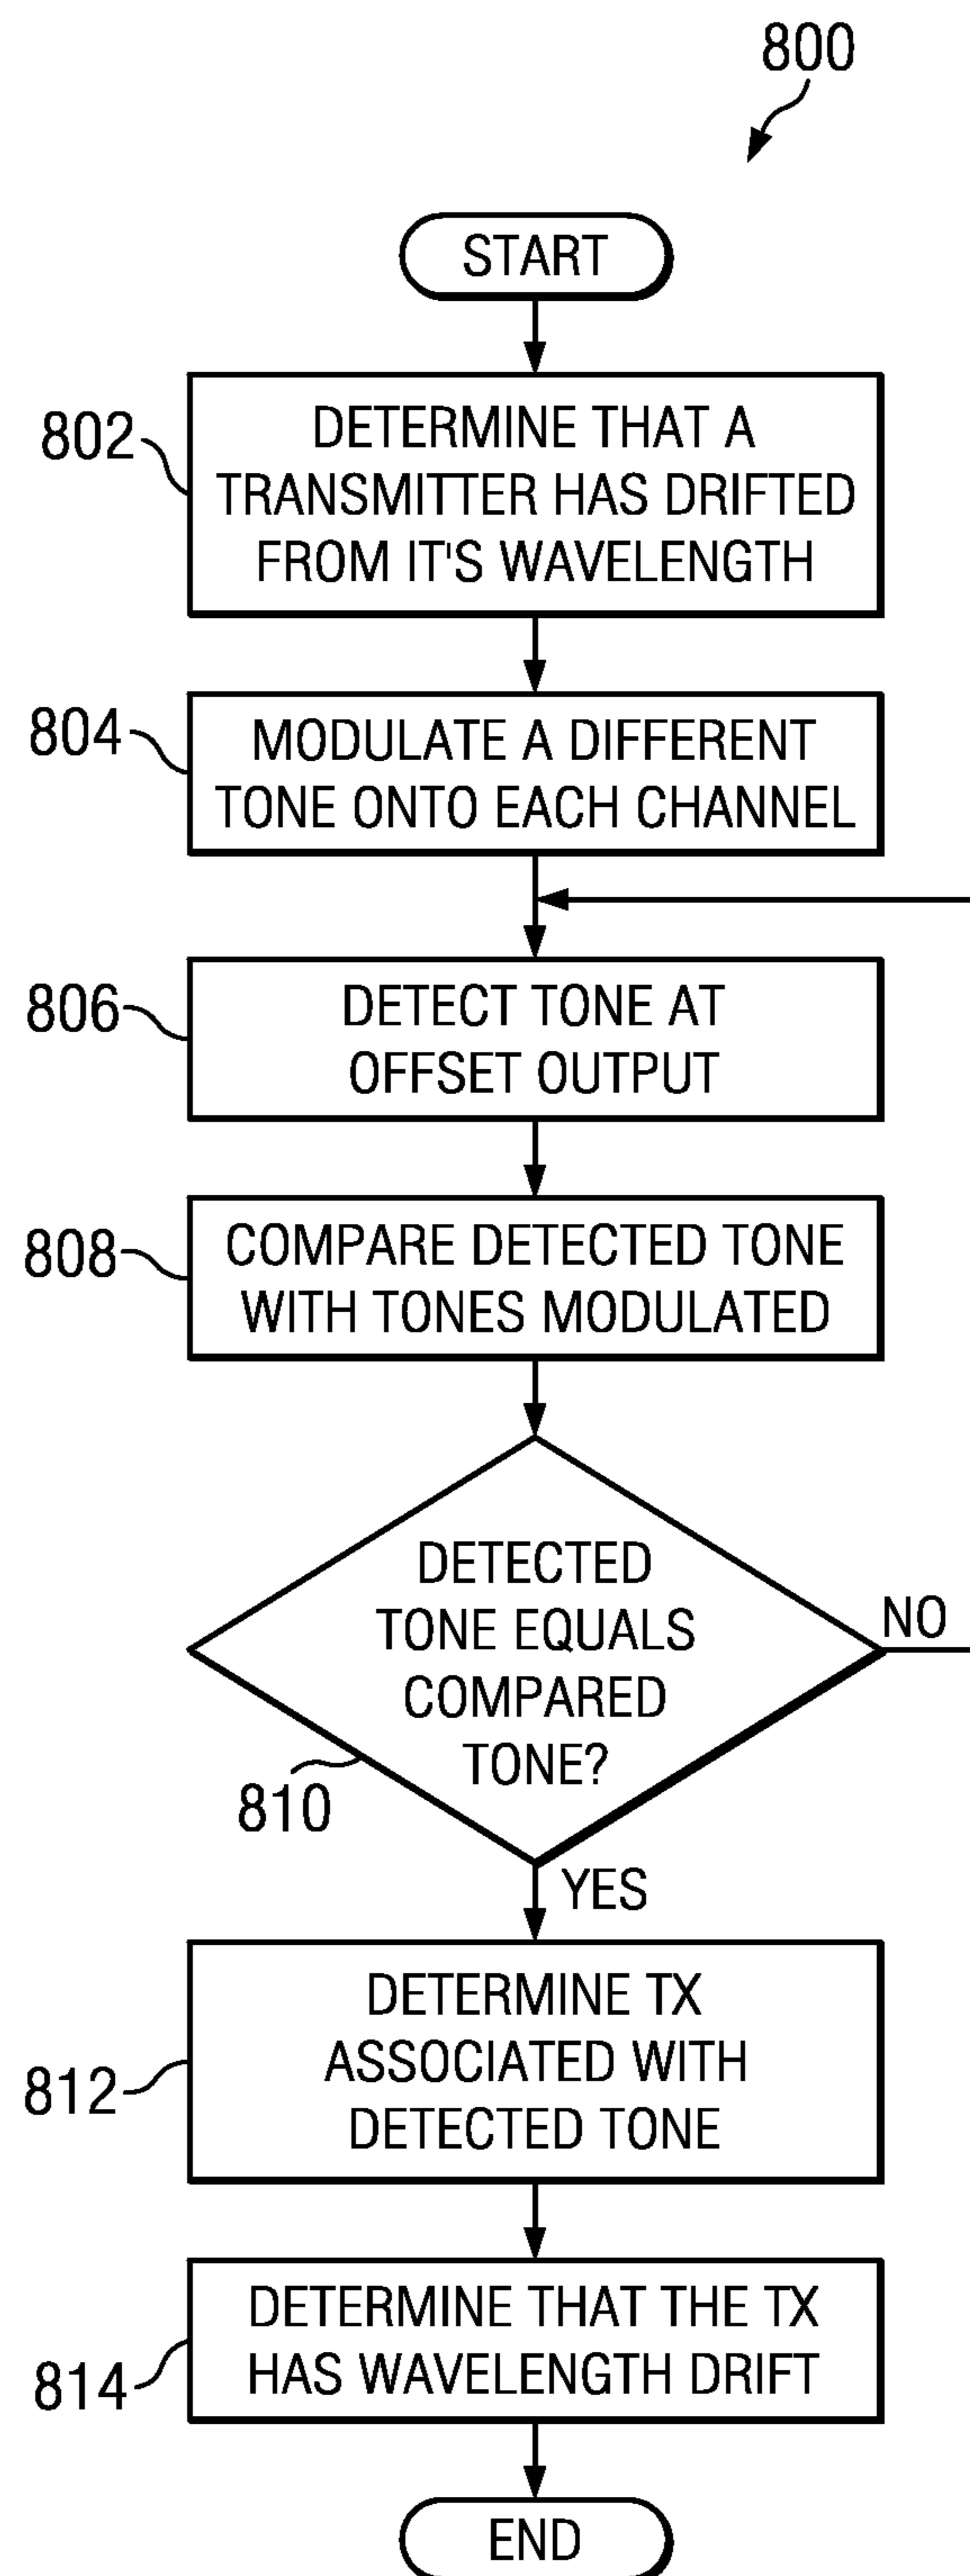 800
START
802
DETERMINE THAT A
TRANSMITTER HAS DRIFTED
FROM IT'S WAVELENGTH
804
MODULATE A DIFFERENT
TONE ONTO EACH CHANNEL
806
DETECT TONE AT
OFFSET OUTPUT
808
COMPARE DETECTED TONE
WITH TONES MODULATED
DETECTED
TONE EQUALS
COMPARED
TONE?
NO
810
YES
812
DETERMINE TX
ASSOCIATED WITH
DETECTED TONE
814
DETERMINE THAT THE TX
HAS WAVELENGTH DRIFT
END